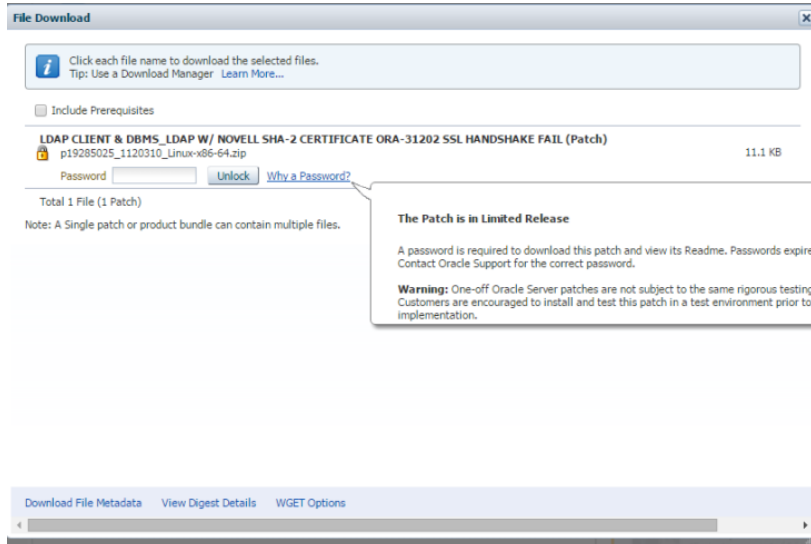 File Download
Click each file name to download the selected files.
Tip: Use a Download Manager Learn More...
Include Prerequisites
LDAP CLIENT & DBMS_LDAP W/ NOVELL SHA-2 CERTIFICATE ORA-31202 SSL HANDSHAKE FAIL (Patch)
p19285025_1120310_Linux-x86-64.zip 11.1 KB
Password Unlock Why a Password?
Total 1 File (1 Patch)
Note: A Single patch or product bundle can contain multiple files.
The Patch is in Limited Release
A password is required to download this patch and view its Readme. Passwords expire
Contact Oracle Support for the correct password.
Warning: One-off Oracle Server patches are not subject to the same rigorous testing
Customers are encouraged to install and test this patch in a test environment prior to
implementation.
Download File Metadata View Digest Details WGET Options